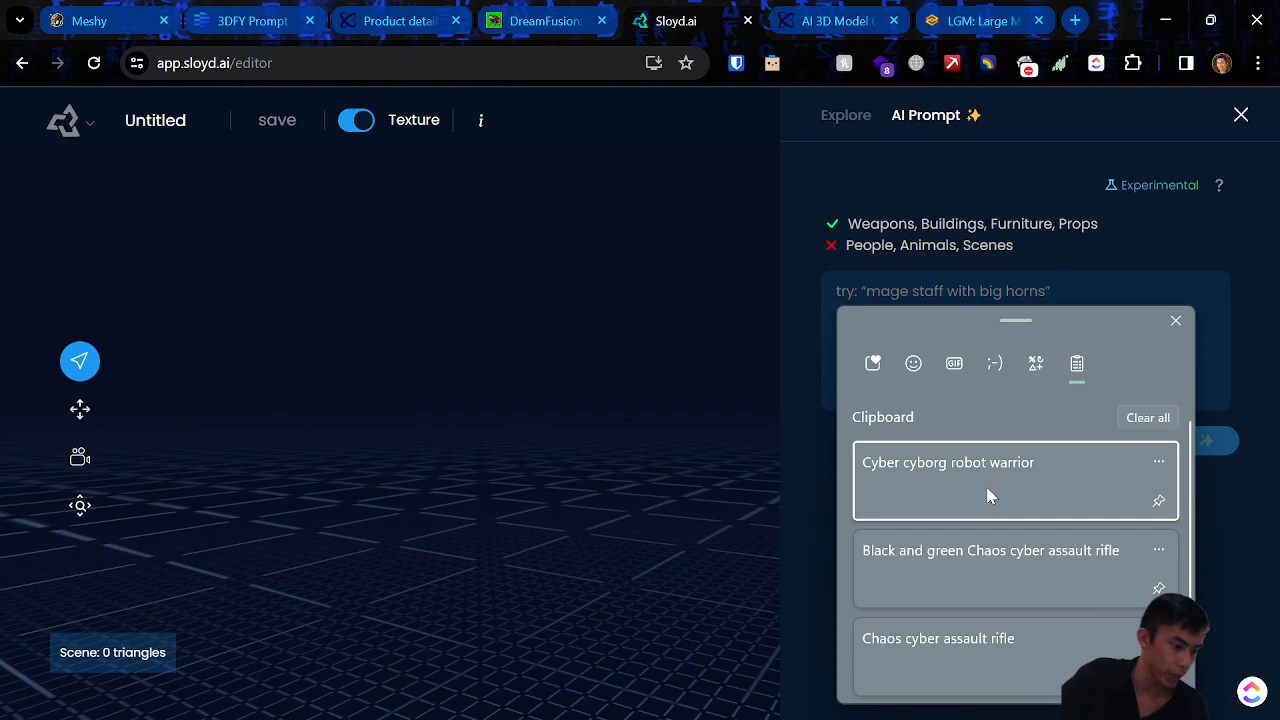 Meshy
3DFY Prompt
Product detail
DreamFusion:
Sloyd.ai
AI 3D Model G
LGM: Large M
app.sloyd.ai/editor
8
Untitled
save
Texture
i
Explore
AI Prompt
Experimental
?
Weapons, Buildings, Furniture, Props
People, Animals, Scenes
try: “mage staff with big horns”
GIF
;-)
Clipboard
Clear all
Cyber cyborg robot warrior
Black and green Chaos cyber assault rifle
Chaos cyber assault rifle
Scene: 0 triangles